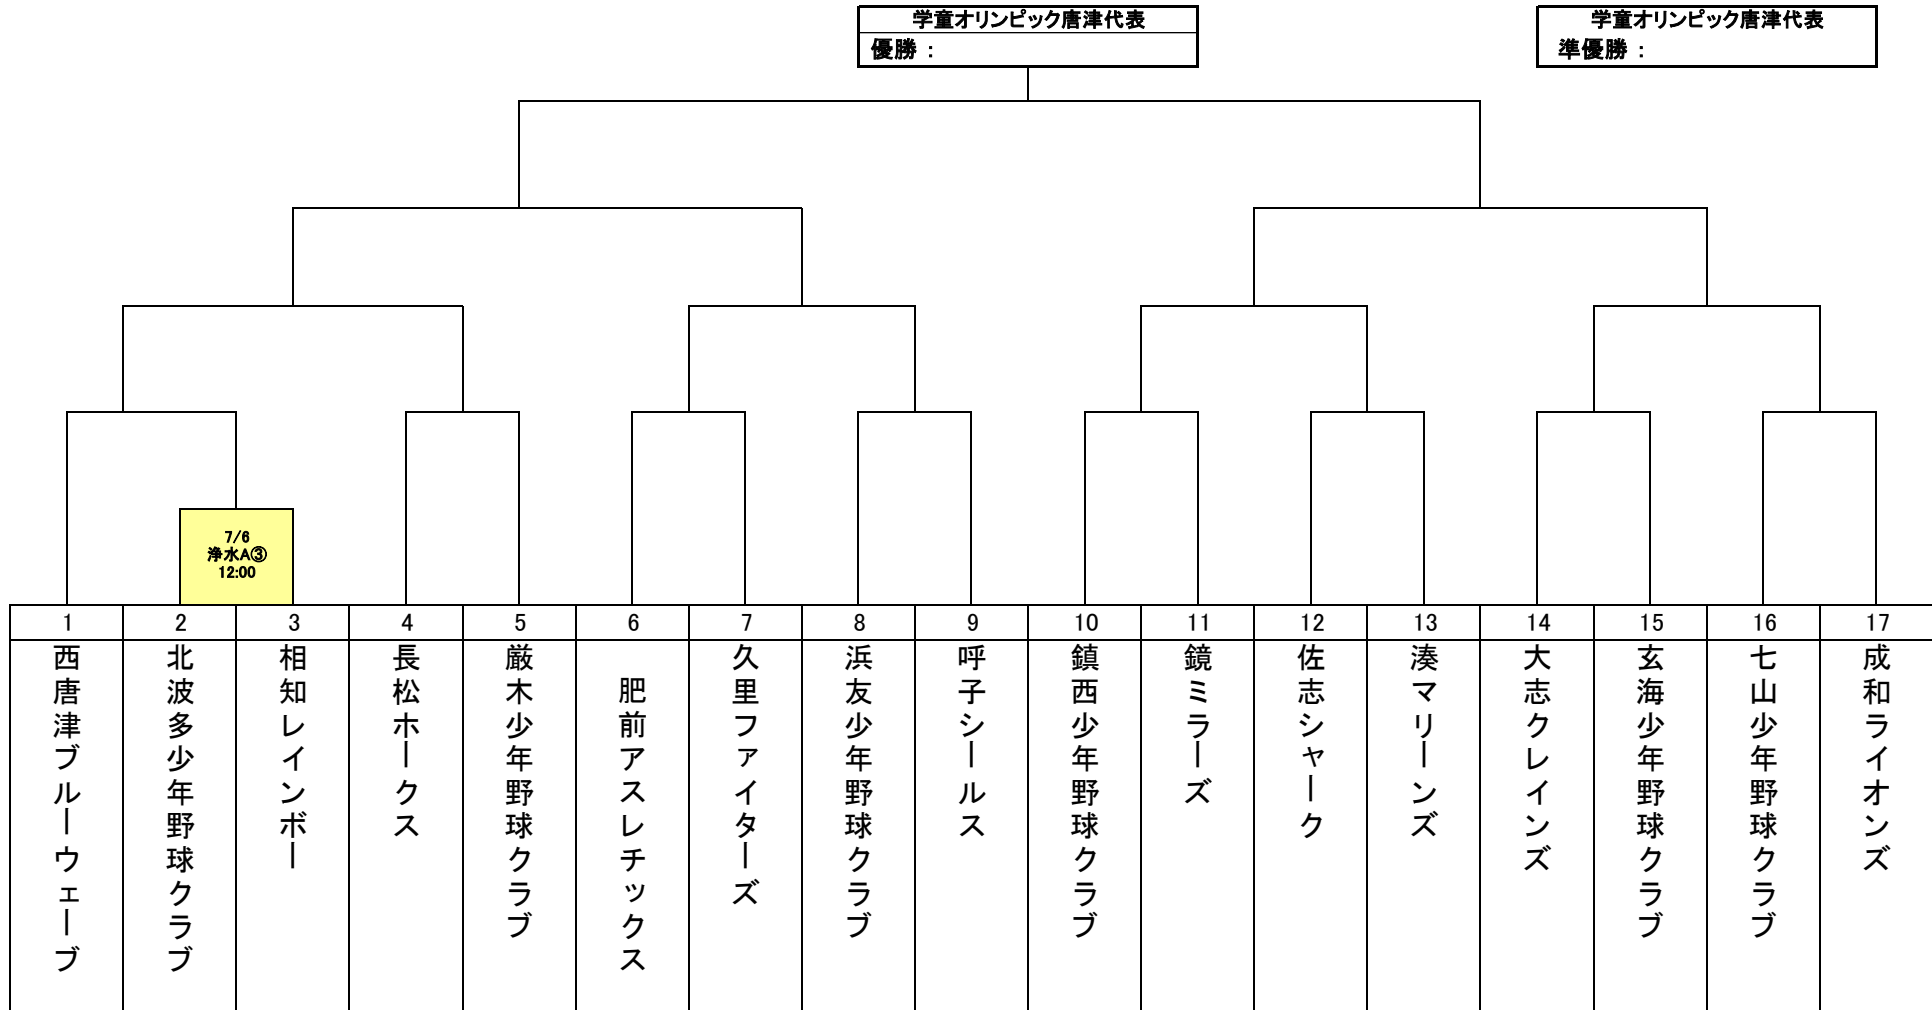 学童オリンピック唐津代表
優勝：
学童オリンピック唐津代表
準優勝：
7/6
浄水A③
12:00
1
2
3
4
5
6
7
8
9
10
11
12
13
14
15
16
17
西唐津ブルーウェーブ
北波多少年野球クラブ
相知レインボー
長松ホークス
厳木少年野球クラブ
肥前アスレチックス
久里ファイターズ
浜友少年野球クラブ
呼子シールス
鎮西少年野球クラブ
鏡ミラーズ
佐志シャーク
湊マリーンズ
大志クレインズ
玄海少年野球クラブ
七山少年野球クラブ
成和ライオンズ